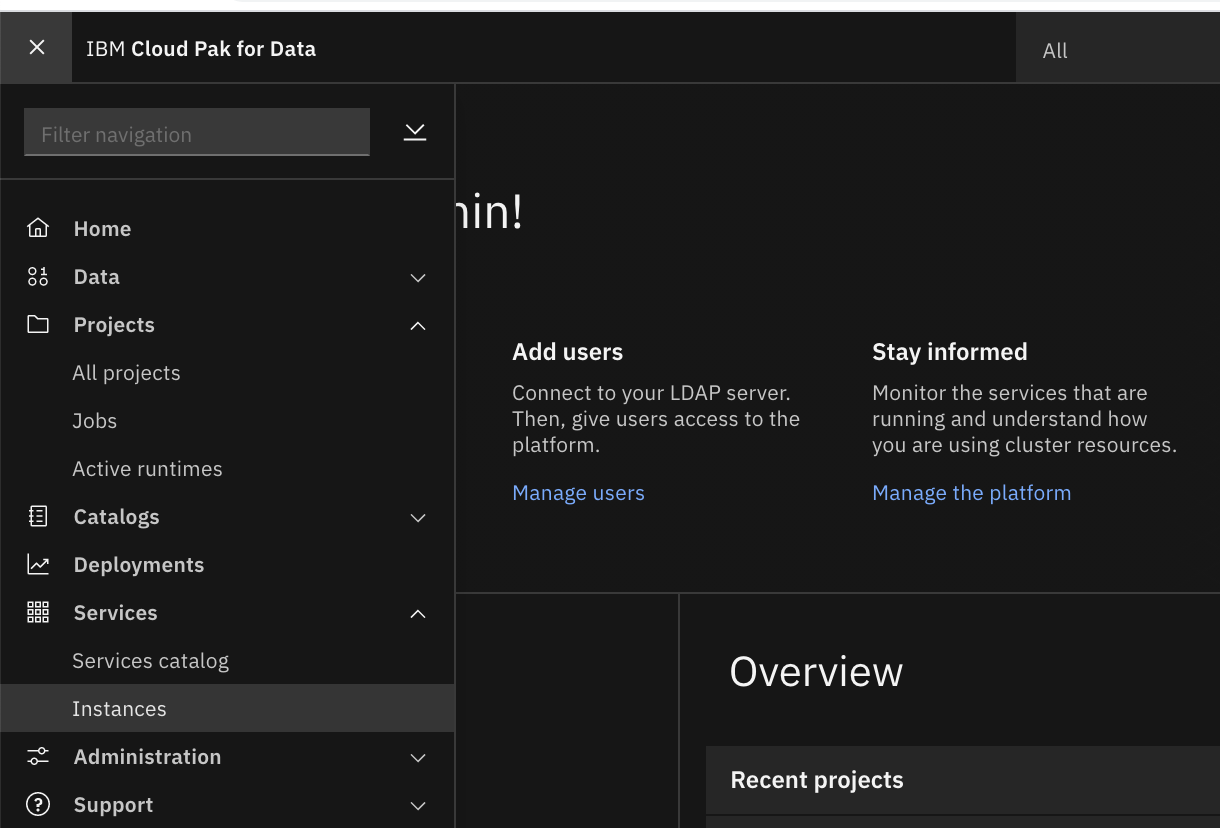 IBM Cloud Pak for Data
All
Filter navigation
Home
Data
Projects
All projects
Jobs
Active runtimes
Catalogs
Deployments
Services
Services catalog
Instances
Administration
Support
Add users
Connect to your LDAP server.
Then, give users access to the
platform.
Manage users
Stay informed
Monitor the services that are
running and understand how
you are using cluster resources.
Manage the platform
Overview
Recent projects